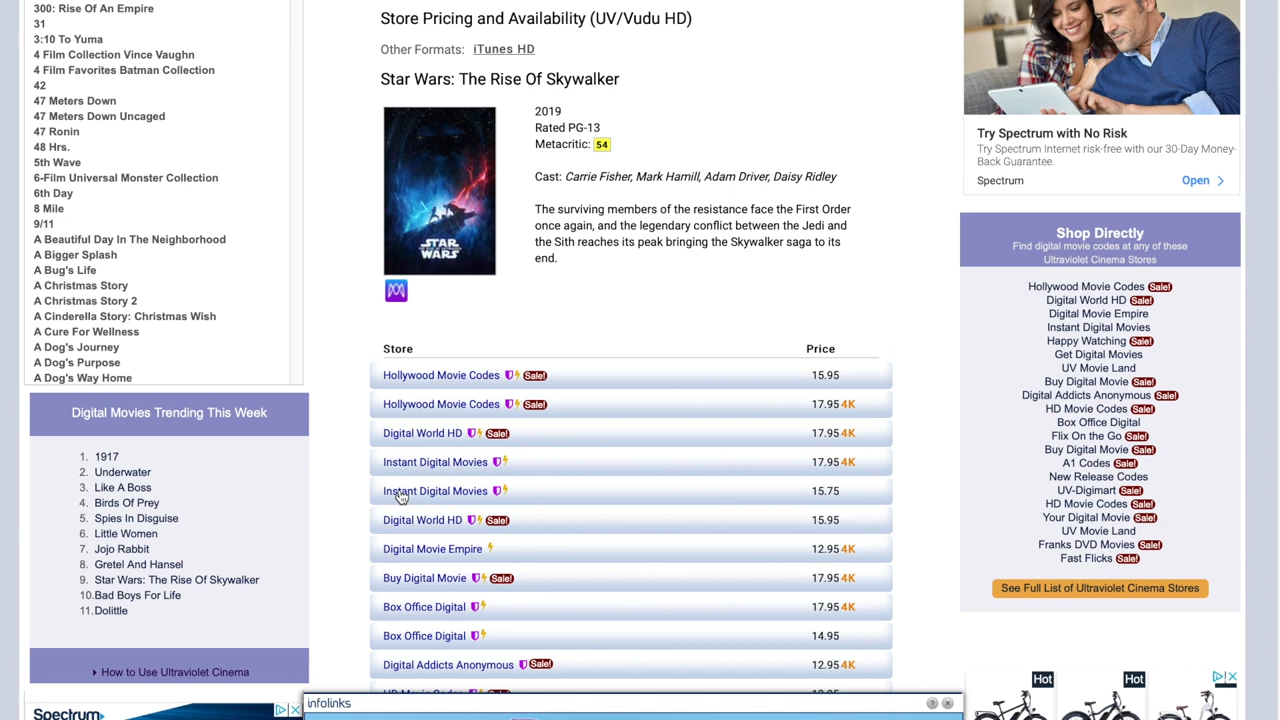 300: Rise Of An Empire
31
3:10 To Yuma
4 Film Collection Vince Vaughn
4 Film Favorites Batman Collection
42
47 Meters Down
47 Meters Down Uncaged
47 Ronin
48 Hrs.
5th Wave
6-Film Universal Monster Collection
6th Day
8 Mile
9/11
A Beautiful Day In The Neighborhood
A Bigger Splash
A Bug's Life
A Christmas Story
A Christmas Story 2
A Cinderella Story: Christmas Wish
A Cure For Wellness
A Dog's Journey
A Dog's Purpose
A Dog's Way Home
Digital Movies Trending This Week
1. 1917
2. Underwater
3. Like A Boss
4. Birds Of Prey
5. Spies In Disguise
6. Little Women
7. Jojo Rabbit
8. Gretel And Hansel
9. Star Wars: The Rise Of Skywalker
10.Bad Boys For Life
11.Dolittle
How to Use Ultraviolet Cinema
Spectrum
Store Pricing and Availability (UV/Vudu HD)
Other Formats: iTunes HD
Star Wars: The Rise Of Skywalker
STAR WARS
2019
Rated PG-13
Metacritic: 54
Cast: Carrie Fisher, Mark Hamill, Adam Driver, Daisy Ridley
The surviving members of the resistance face the First Order
once again, and the legendary conflict between the Jedi and
the Sith reaches its peak bringing the Skywalker saga to its
end.
Store Price
Hollywood Movie Codes Sale! 15.95
Hollywood Movie Codes Sale! 17.95 4K
Digital World HD Sale! 17.95 4K
Instant Digital Movies 17.95 4K
Instant Digital Movies 15.75
Digital World HD Sale! 15.95
Digital Movie Empire 12.95 4K
Buy Digital Movie Sale! 17.95 4K
Box Office Digital 17.95 4K
Box Office Digital 14.95
Digital Addicts Anonymous Sale! 12.95 4K
infolinks
Try Spectrum with No Risk
Try Spectrum Internet risk-free with our 30-Day Money-
Back Guarantee.
Spectrum Open
Shop Directly
Find digital movie codes at any of these
Ultraviolet Cinema Stores
Hollywood Movie Codes Sale!
Digital World HD Sale!
Digital Movie Empire
Instant Digital Movies
Happy Watching Sale!
Get Digital Movies
UV Movie Land
Buy Digital Movie Sale!
Digital Addicts Anonymous Sale!
HD Movie Codes Sale!
Box Office Digital
Flix On the Go Sale!
Buy Digital Movie Sale!
A1 Codes Sale!
New Release Codes
UV-Digimart Sale!
HD Movie Codes Sale!
Your Digital Movie Sale!
UV Movie Land
Franks DVD Movies Sale!
Fast Flicks Sale!
See Full List of Ultraviolet Cinema Stores
Hot Hot